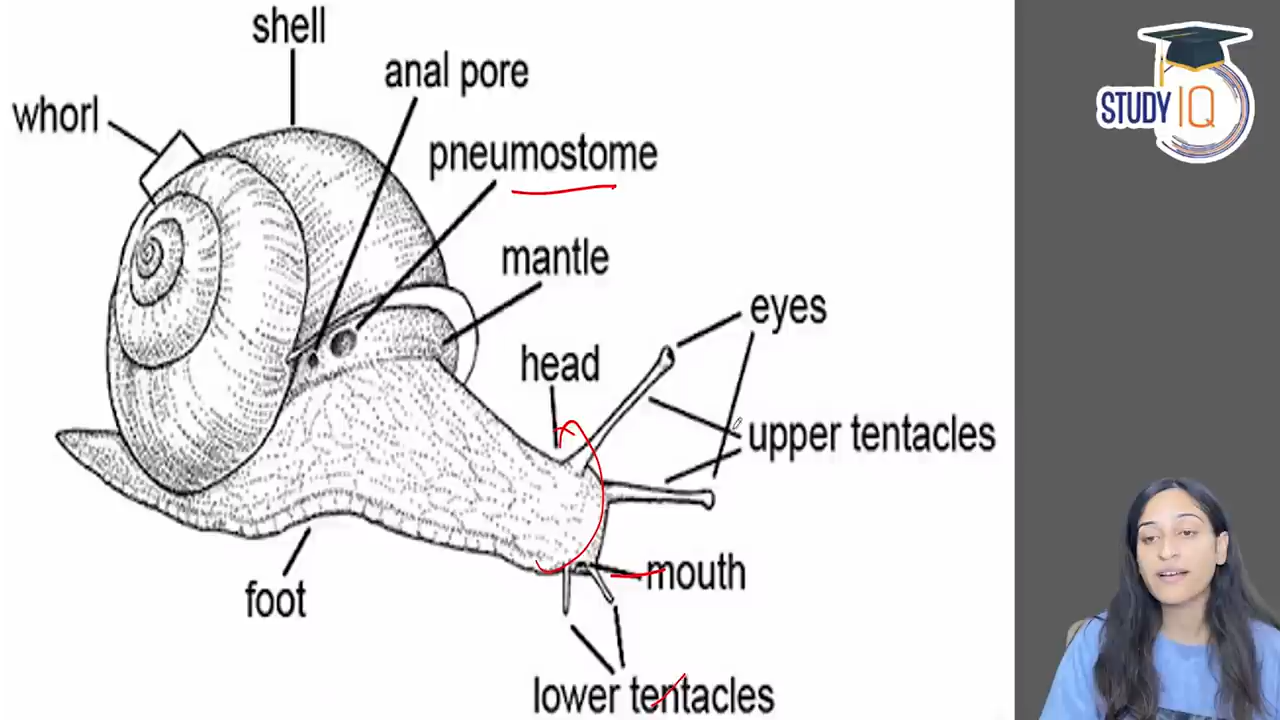 shell
anal pore
whorl
pneumostome
mantle
eyes
head
upper tentacles
mouth
foot
lower tentacles
STUDY IQ